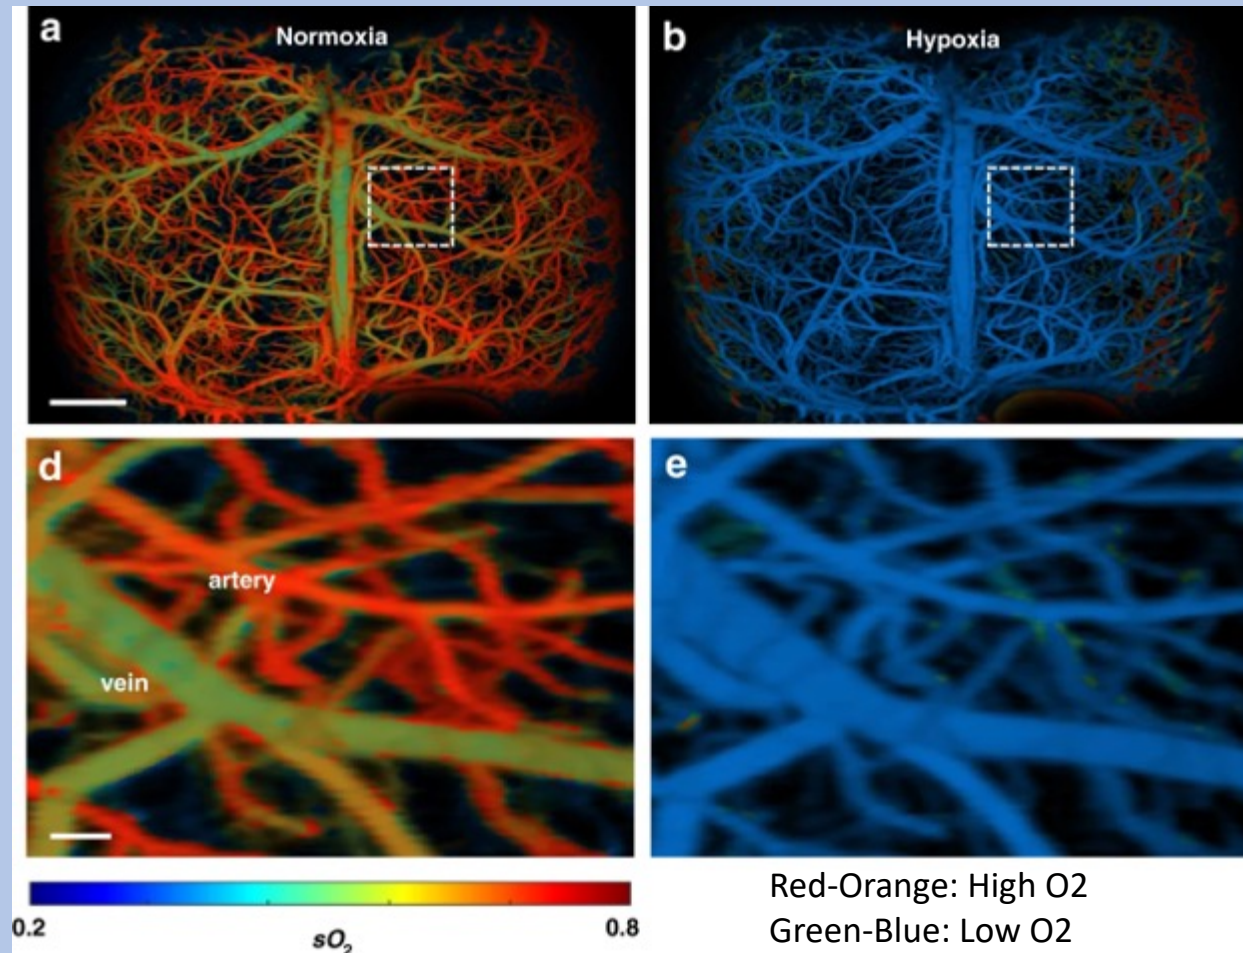 a
Normoxia
b
Hypoxia
d
artery
vein
e
0.2
0.8
sO₂
Red-Orange: High O2
Green-Blue: Low O2